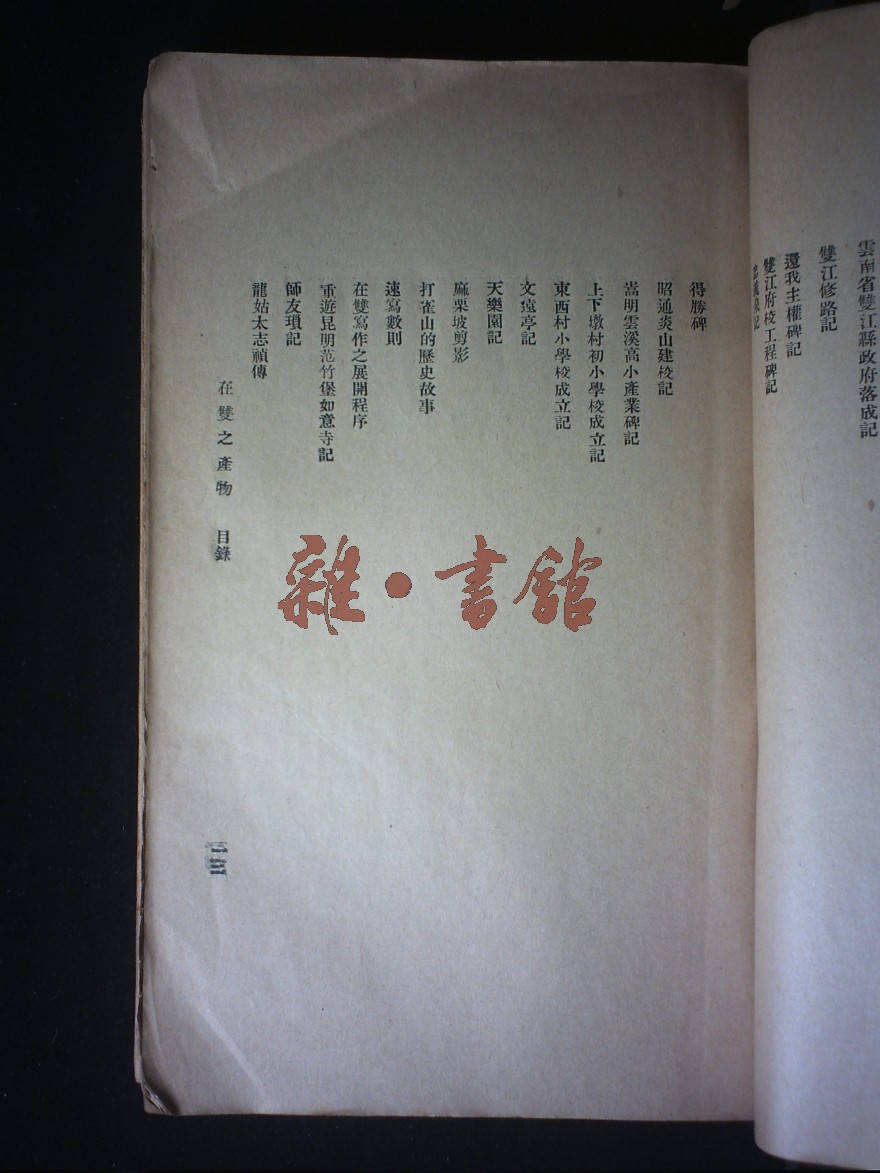 雲南省雙江縣政府落成記
雙江修路記
還我主權碑記
雙江府校工程碑記
得勝碑
昭通炎山建校記
嵩明雲溪高小產業碑記
上下墩村初小學校成立記
東西村小學校成立記
文遠亭記
天樂園記
麻栗坡剪影
打雀山的歷史故事
速寫數則
在雙寫作之展開程序
重遊昆明范竹堡如意寺記
師友瑣記
龍姑太志禎傳
在雙之產物 目錄
雜·書館